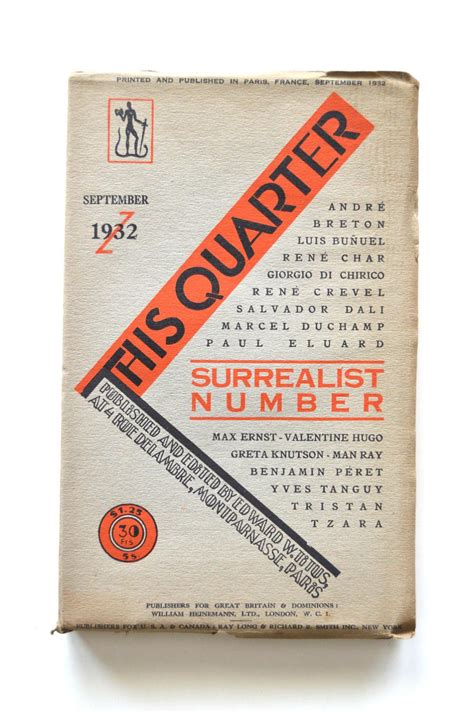 PRINTED AND PUBLISHED IN PARIS, FRANCE, SEPTEMBER 1932
SEPTEMBER
1932
THIS QUARTER
ANDRÉ
BRETON
LUIS BUÑUEL
RENÉ CHAR
GIORGIO DI CHIRICO
RENÉ CREVEL
SALVADOR DALI
MARCEL DUCHAMP
PAUL ELUARD
SURREALIST
NUMBER
MAX ERNST - VALENTINE HUGO
GRETA KNUTSON - MAN RAY
BENJAMIN PÉRET
YVES TANGUY
TRISTAN
TZARA
PUBLISHED AND EDITED BY EDWARD W. TITUS,
AT 4 RUE DELAMBRE, MONTPARNASSE, PARIS
$1.25
30
Frs
5s
PUBLISHERS FOR GREAT BRITAIN & DOMINIONS:
WILLIAM HEINEMANN, LTD., LONDON, W. C. I.
PUBLISHERS FOR U. S. A & CANADA: RAY LONG & RICHARD R. SMITH INC., NEW YORK